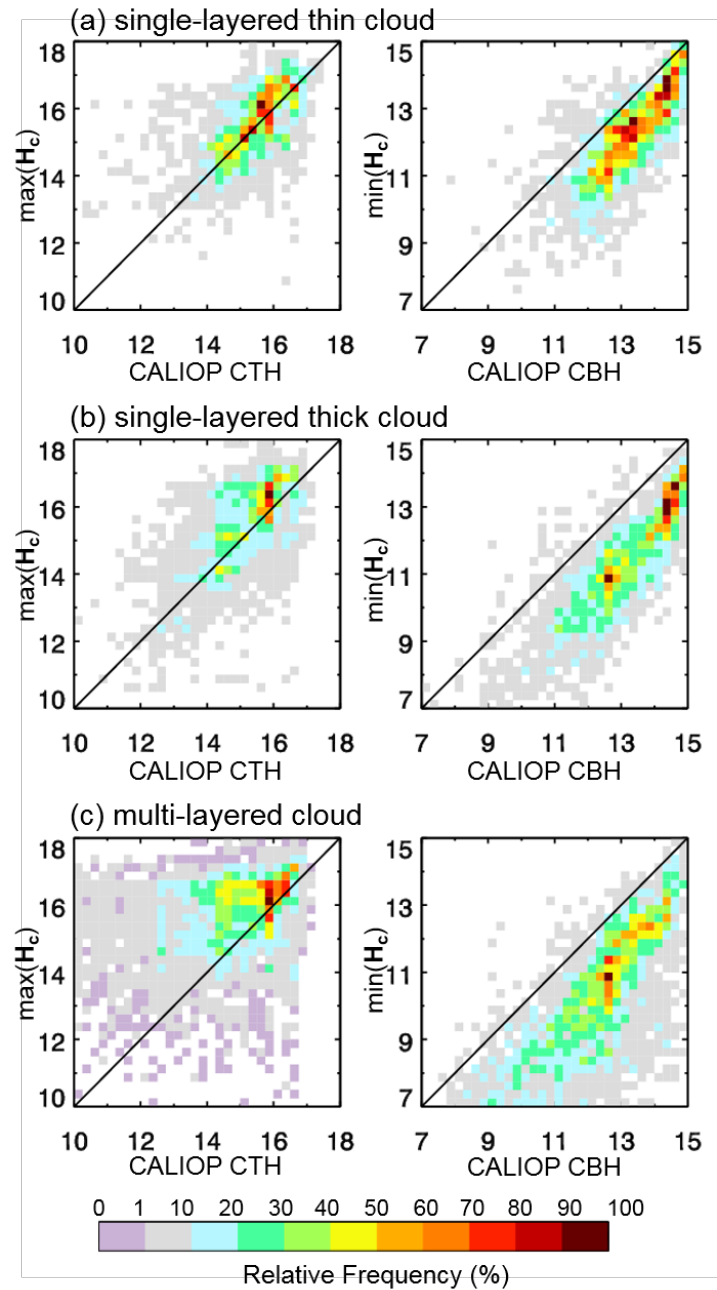 (a) single-layered thin cloud
18
16
14
12
10
max(Hc)
10 12 14 16 18
CALIOP CTH
15
13
11
9
7
min(Hc)
7 9 11 13 15
CALIOP CBH
(b) single-layered thick cloud
18
16
14
12
10
max(Hc)
10 12 14 16 18
CALIOP CTH
15
13
11
9
7
min(Hc)
7 9 11 13 15
CALIOP CBH
(c) multi-layered cloud
18
16
14
12
10
max(Hc)
10 12 14 16 18
CALIOP CTH
15
13
11
9
7
min(Hc)
7 9 11 13 15
CALIOP CBH
0 1 10 20 30 40 50 60 70 80 90 100
Relative Frequency (%)